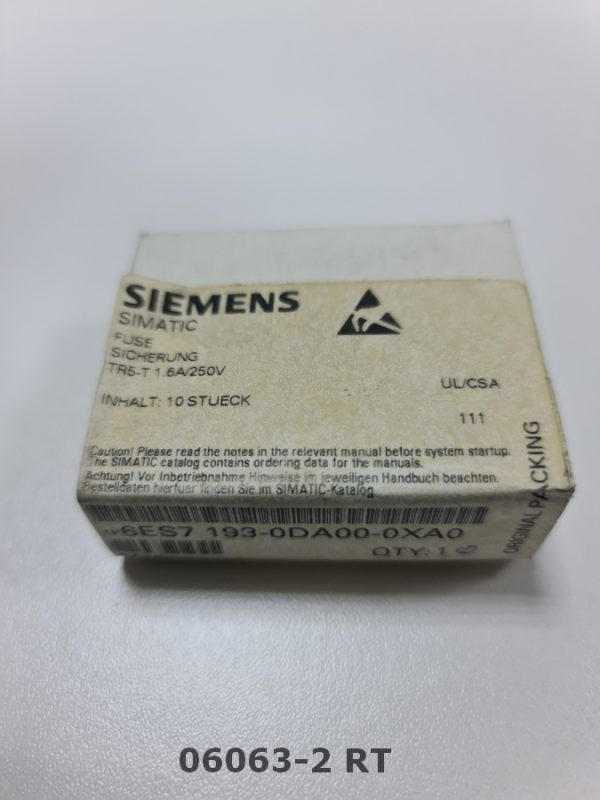 SIEMENS
SIMATIC
FUSE
SICHERUNG
TR5-T 1.6A/250V
UL/CSA
INHALT: 10 STUECK
111
Caution! Please read the notes in the relevant manual before system startup.
The SIMATIC catalog contains ordering data for the manuals.
Achtung! Vor Inbetriebnahme Hinweise im jeweiligen Handbuch beachten.
Bestelldaten hierfuer finden Sie im SIMATIC-Katalog
ORIGINAL PACKING
6ES7 193-0DA00-0XA0
QTY: 1
06063-2 RT